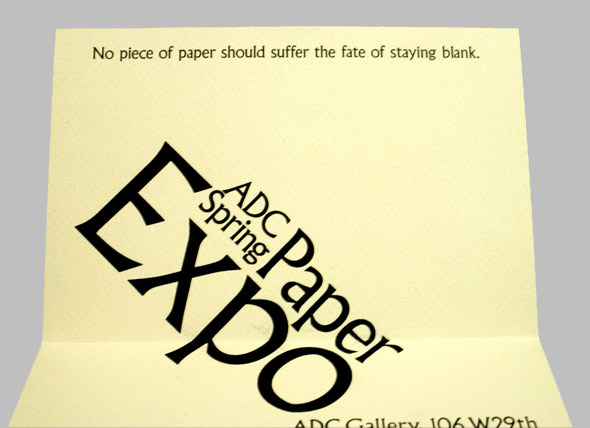 No piece of paper should suffer the fate of staying blank.
ADC
Spring
Paper
Expo
ADC Gallery, 106 W29th